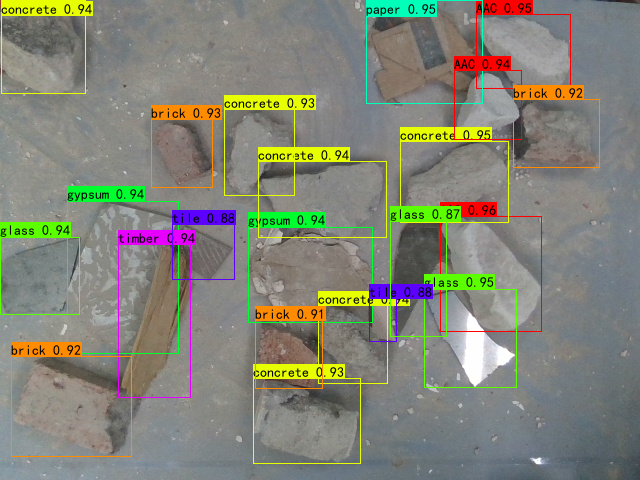 concrete 0.94
paper 0.95
AAC 0.95
AAC 0.94
brick 0.92
concrete 0.93
brick 0.93
concrete 0.95
concrete 0.94
gypsum 0.94
glass 0.87
0.96
tile 0.88
gypsum 0.94
glass 0.94
timber 0.94
glass 0.95
tile 0.88
concrete
brick 0.91
brick 0.92
concrete 0.93